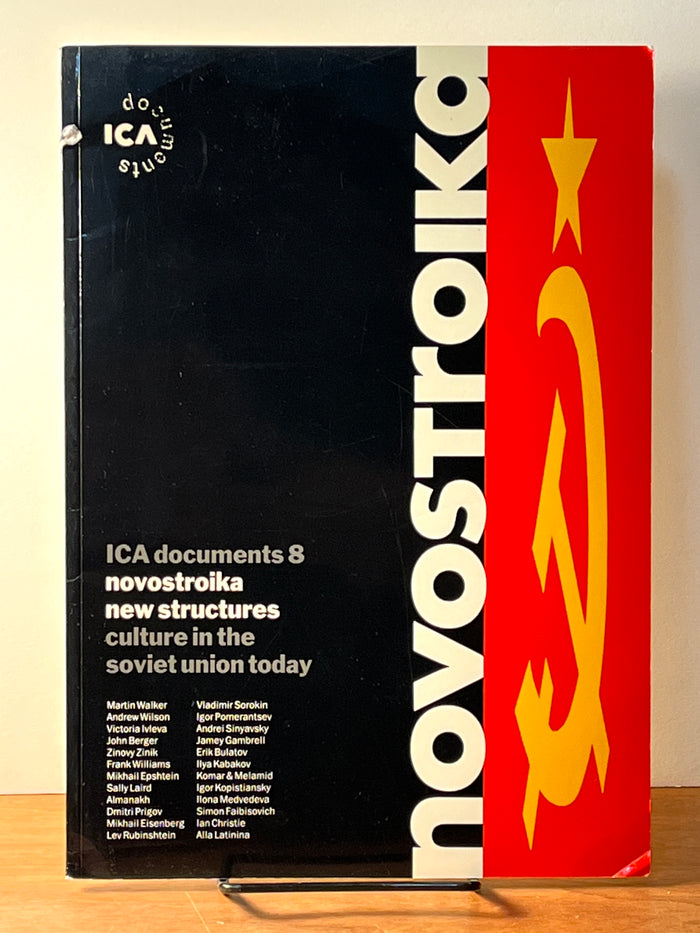 documents
ICA
novostroika
ICA documents 8
novostroika
new structures
culture in the
soviet union today
Martin Walker
Andrew Wilson
Victoria Ivleva
John Berger
Zinovy Zinik
Frank Williams
Mikhail Epshtein
Sally Laird
Almanakh
Dmitri Prigov
Mikhail Eisenberg
Lev Rubinshtein
Vladimir Sorokin
Igor Pomerantsev
Andrei Sinyavsky
Jamey Gambrell
Erik Bulatov
Ilya Kabakov
Komar & Melamid
Igor Kopistiansky
Ilona Medvedeva
Simon Faibisovich
Ian Christie
Alla Latinina